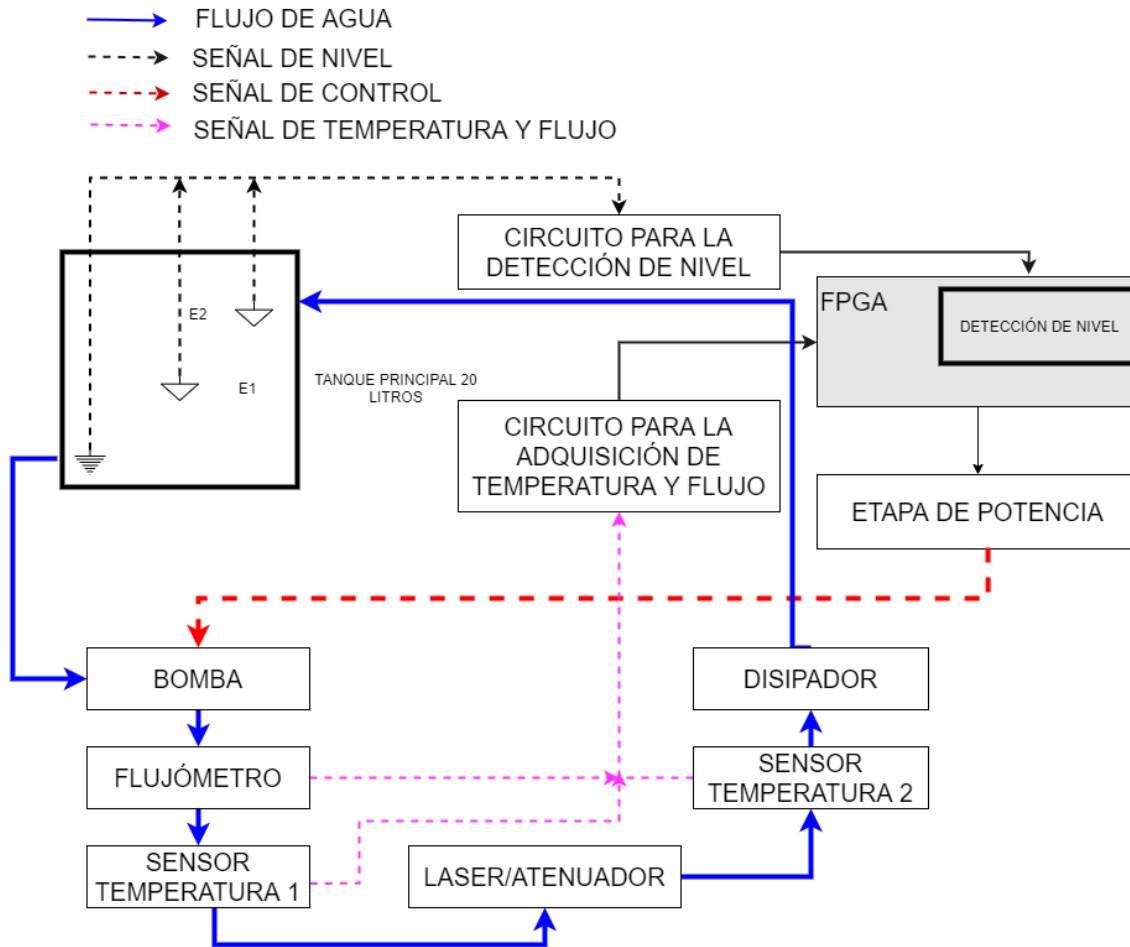 FLUJO DE AGUA
SEÑAL DE NIVEL
SEÑAL DE CONTROL
SEÑAL DE TEMPERATURA Y FLUJO
CIRCUITO PARA LA
DETECCIÓN DE NIVEL
FPGA
DETECCIÓN DE NIVEL
E2
E1
TANQUE PRINCIPAL 20
LITROS
CIRCUITO PARA LA
ADQUISICIÓN DE
TEMPERATURA Y FLUJO
ETAPA DE POTENCIA
BOMBA
DISIPADOR
FLUJÓMETRO
SENSOR
TEMPERATURA 2
SENSOR
TEMPERATURA 1
LASER/ATENUADOR